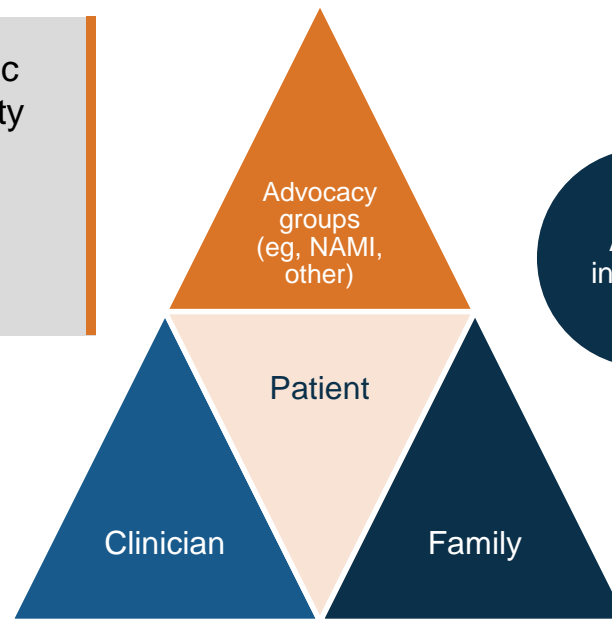 Advocacy
groups
(eg, NAMI,
other)
Patient
Clinician
Family